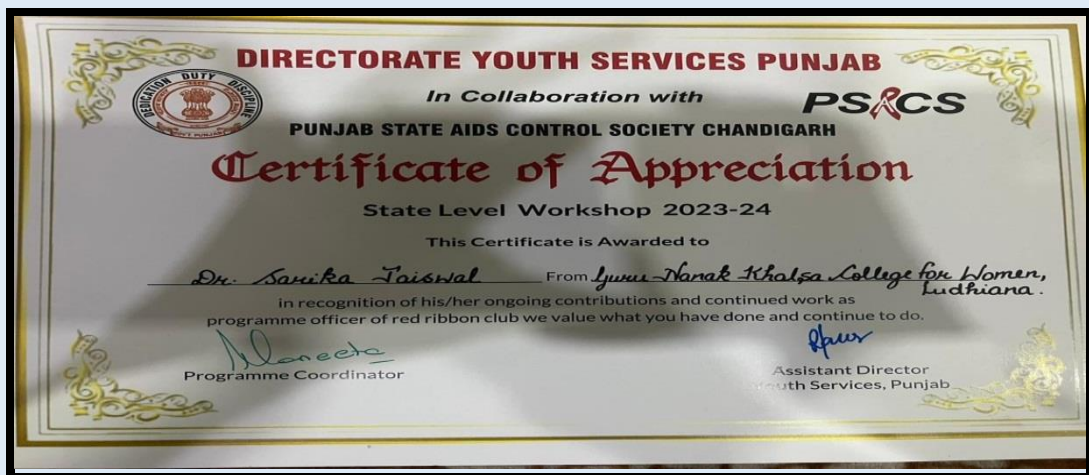 DIRECTORATE YOUTH SERVICES PUNJAB
DEDICATION DUTY DISCIPLINE
In Collaboration with
PSACS
PUNJAB STATE AIDS CONTROL SOCIETY CHANDIGARH
Certificate of Appreciation
State Level Workshop 2023-24
This Certificate is Awarded to
Dr. Sarika Jaiswal From Guru Nanak Khalsa College for Women,
Ludhiana.
in recognition of his/her ongoing contributions and continued work as
programme officer of red ribbon club we value what you have done and continue to do.
Programme Coordinator
Assistant Director
Youth Services, Punjab